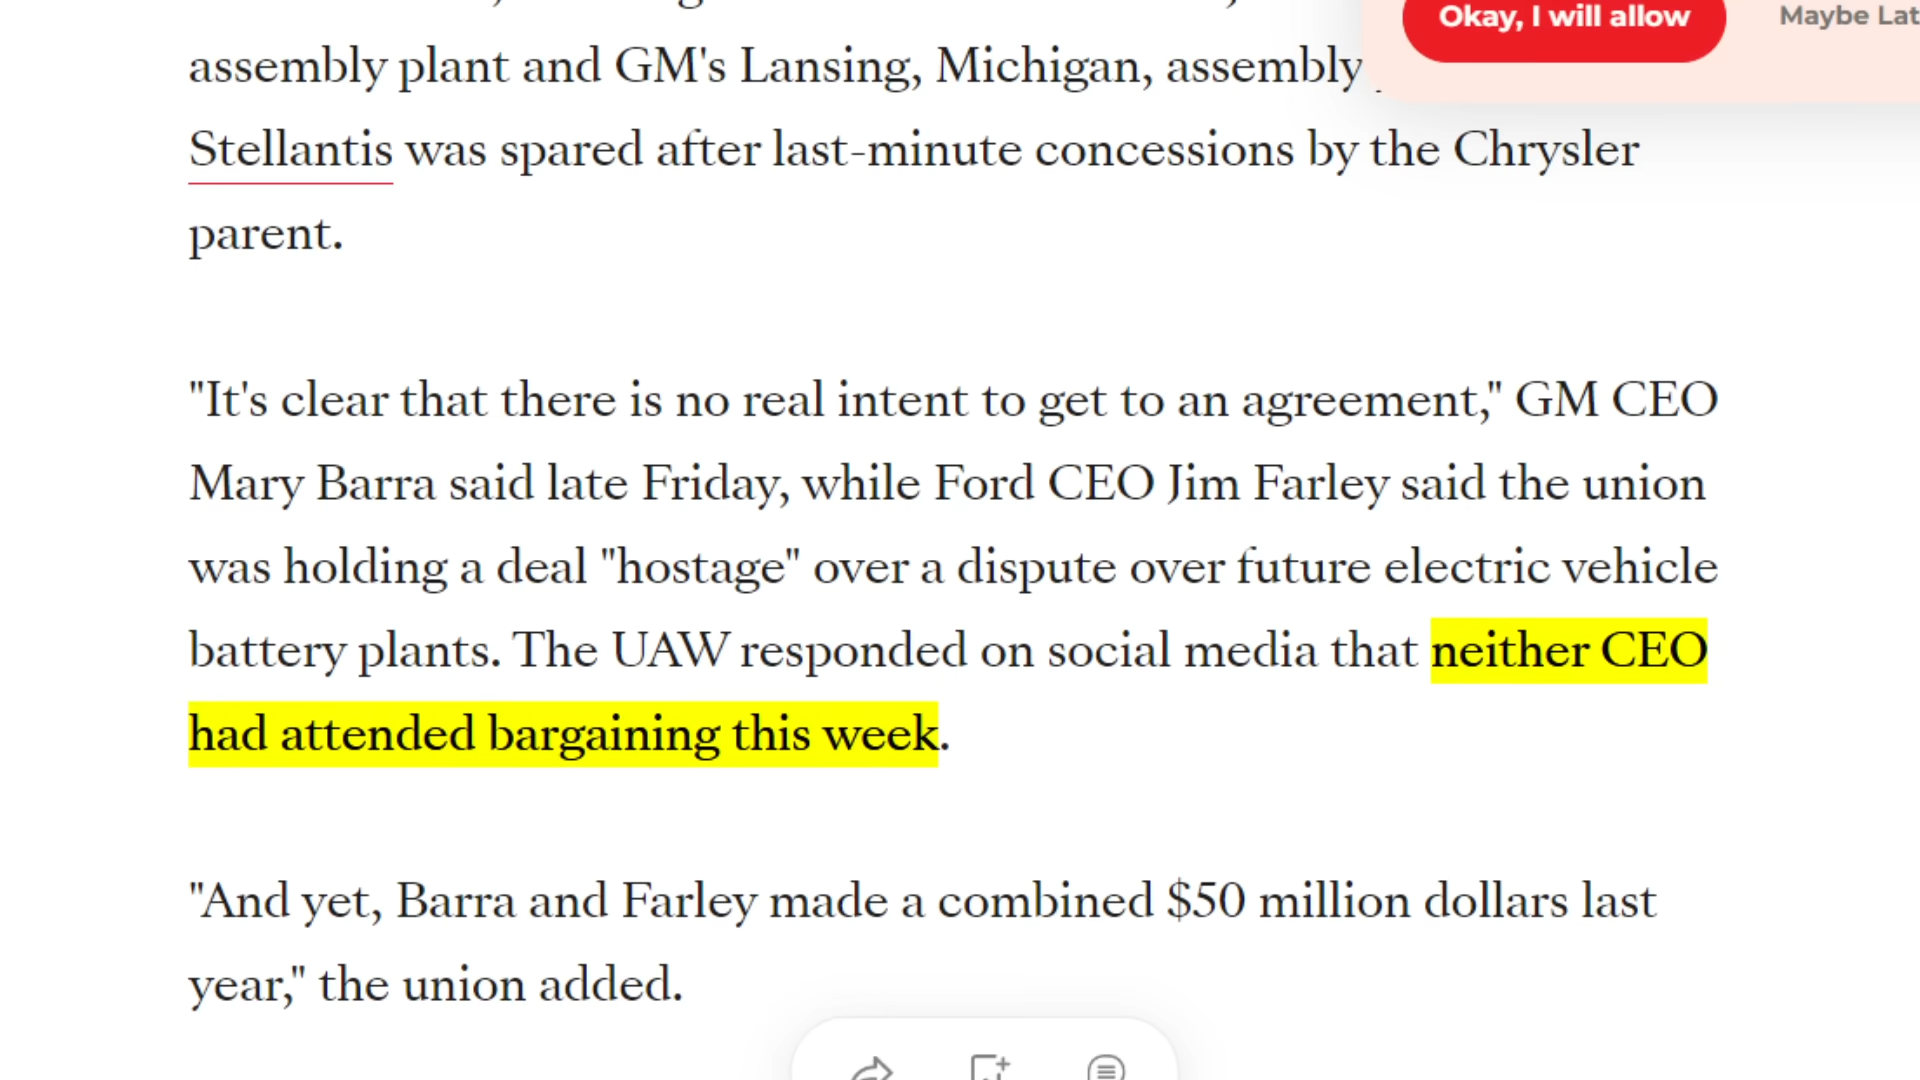 Okay, I will allow
Maybe Lat
assembly plant and GM's Lansing, Michigan, assembly
Stellantis was spared after last-minute concessions by the Chrysler
parent.
"It's clear that there is no real intent to get to an agreement," GM CEO
Mary Barra said late Friday, while Ford CEO Jim Farley said the union
was holding a deal "hostage" over a dispute over future electric vehicle
battery plants. The UAW responded on social media that neither CEO
had attended bargaining this week.
"And yet, Barra and Farley made a combined $50 million dollars last
year," the union added.